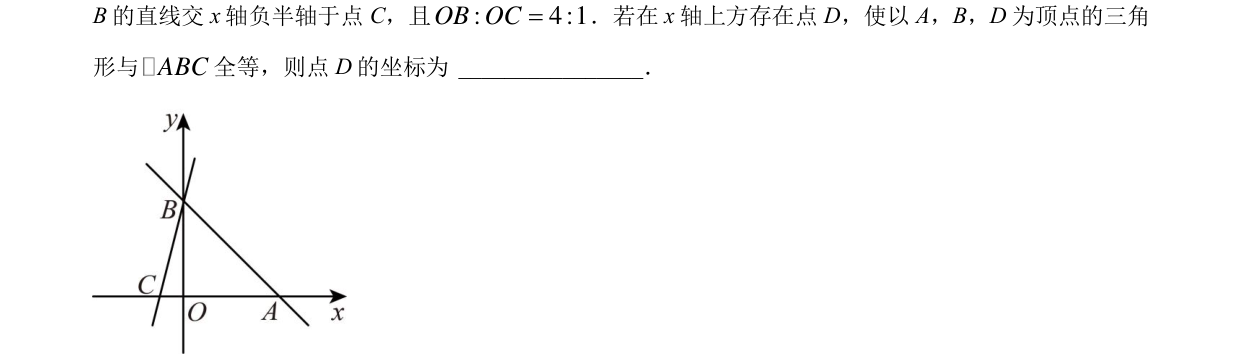 B 的直线交 x 轴负半轴于点 C，且OB : OC = 4 :1．若在 x 轴上方存在点 D，使以 A，B，D 为顶点的三角
形与□ABC 全等，则点 D 的坐标为 ________________．
y
B
C
O
A
x